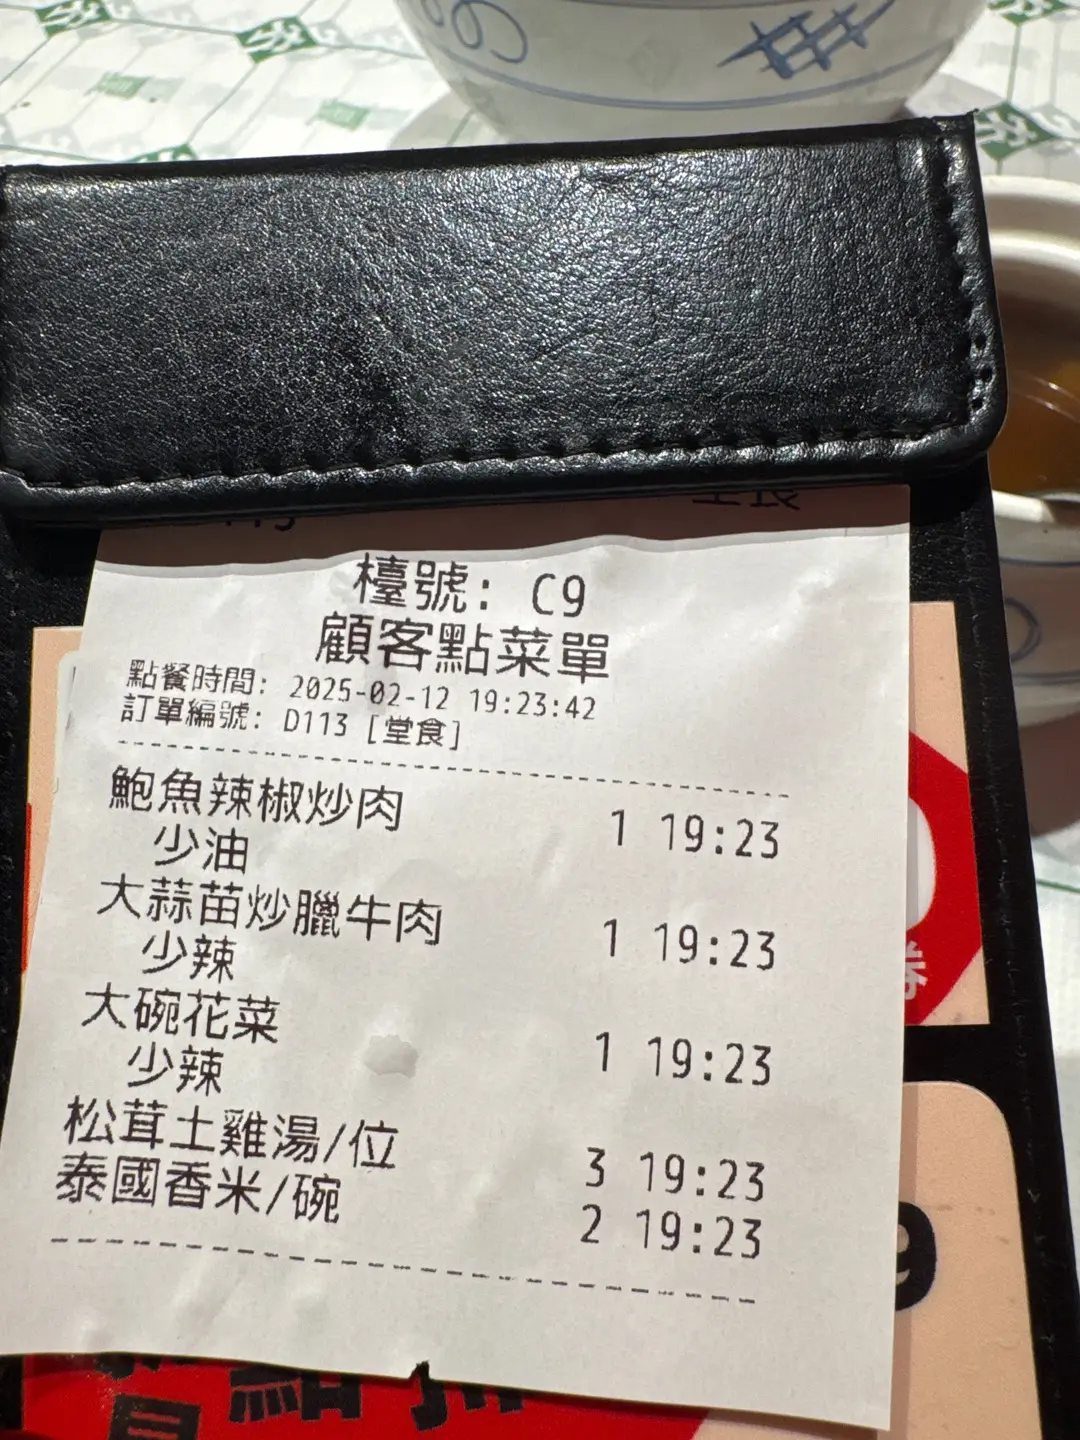 檯號: C9
顧客點菜單
點餐時間: 2025-02-12 19:23:42
訂單編號: D113 [堂食]
鮑魚辣椒炒肉 1 19:23
少油
大蒜苗炒臘牛肉 1 19:23
少辣
大碗花菜 1 19:23
少辣
松茸土雞湯/位 3 19:23
泰國香米/碗 2 19:23
券
9